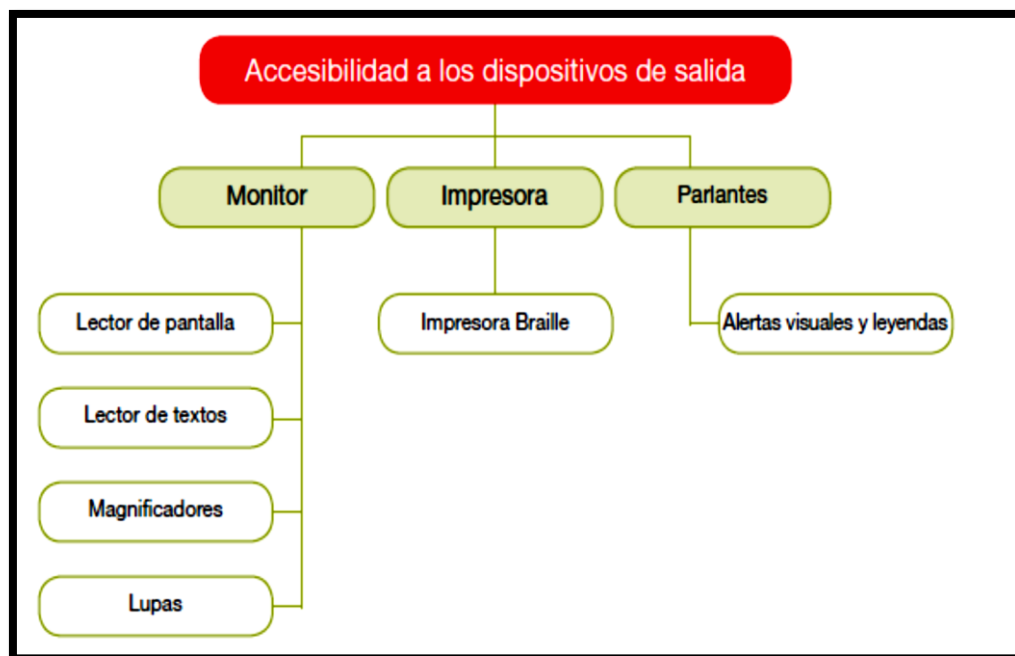 Accesibilidad a los dispositivos de salida
Monitor
Impresora
Parlantes
Lector de pantalla
Impresora Braille
Alertas visuales y leyendas
Lector de textos
Magnificadores
Lupas